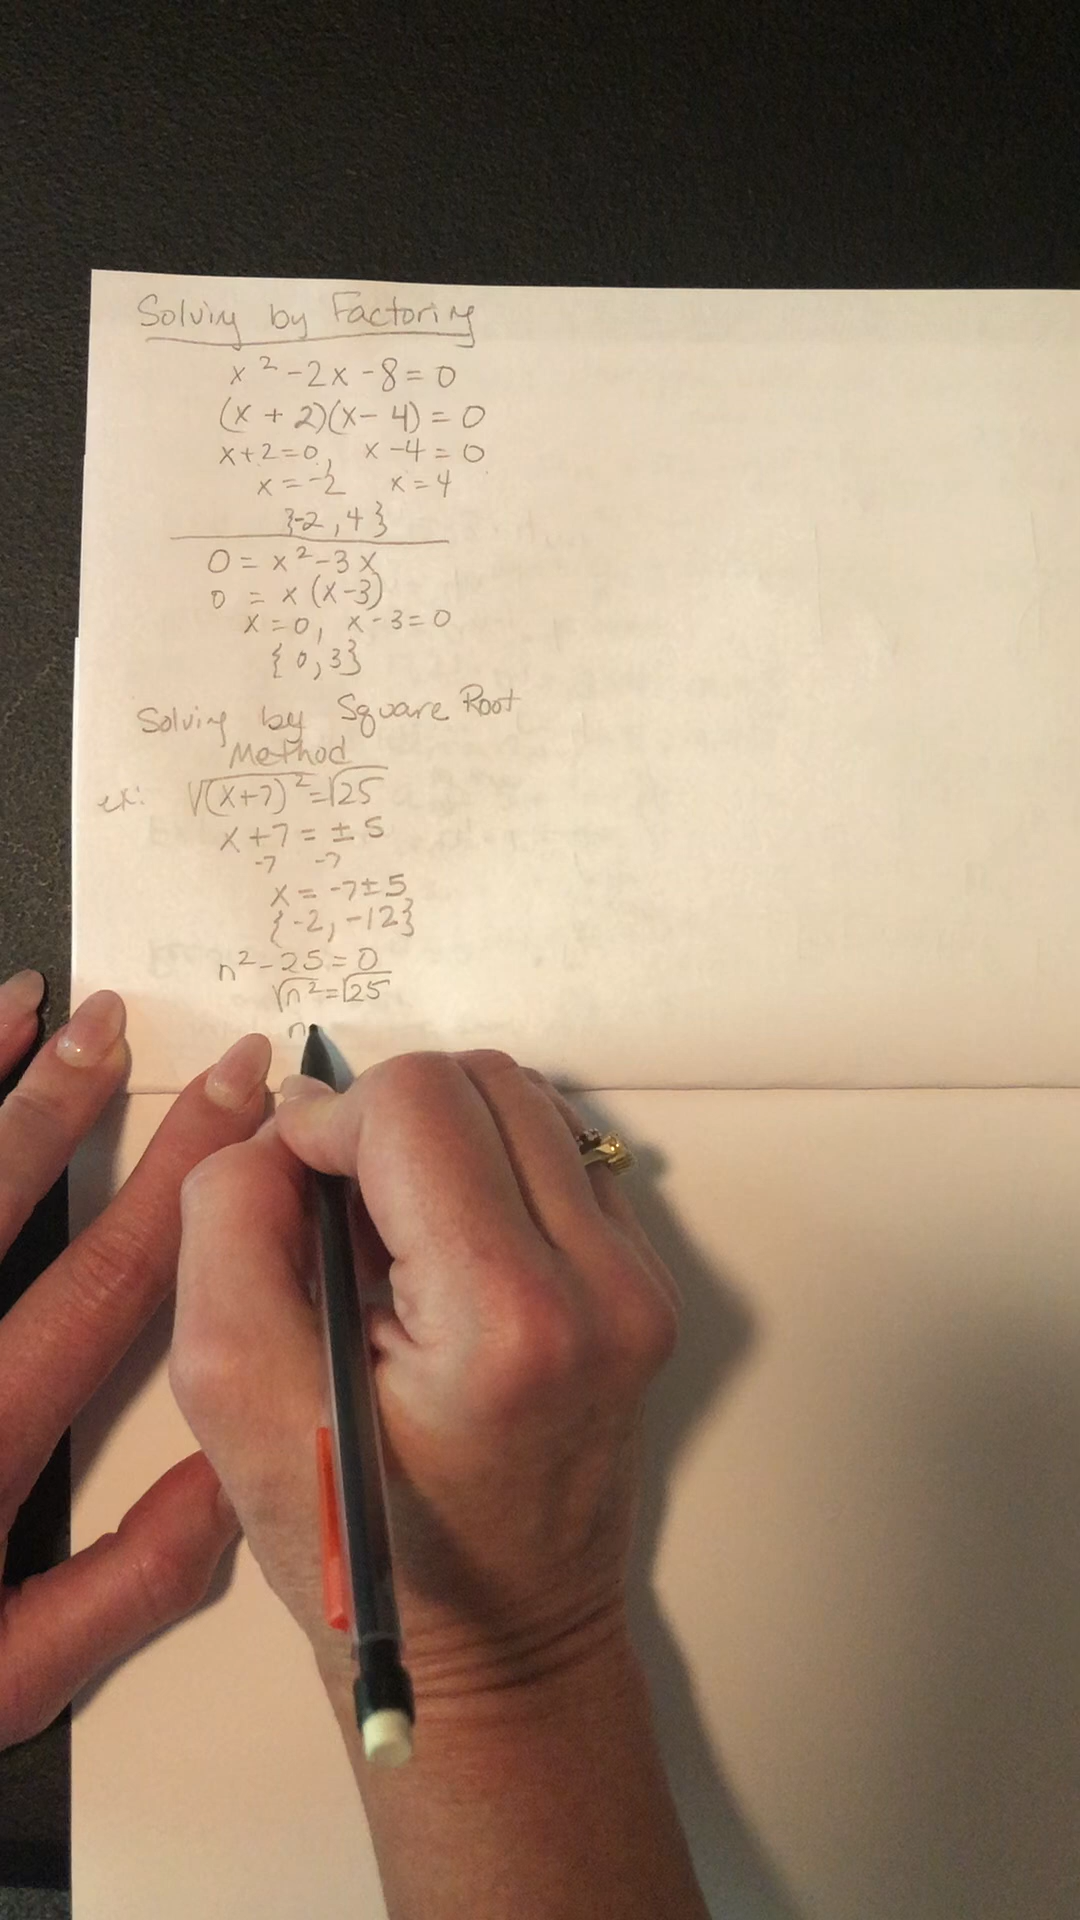 Solving by Factoring
x² - 2x - 8 = 0
(x + 2)(x - 4) = 0
x + 2 = 0, x - 4 = 0
x = -2 x = 4
{-2, 4}
0 = x² - 3x
0 = x (x - 3)
x = 0, x - 3 = 0
{0, 3}
Solving by Square Root
Method
ex: √(x+7)² = √25
x + 7 = ± 5
-7 -7
x = -7 ± 5
{-2, -12}
n² - 25 = 0
√n² = √25
n